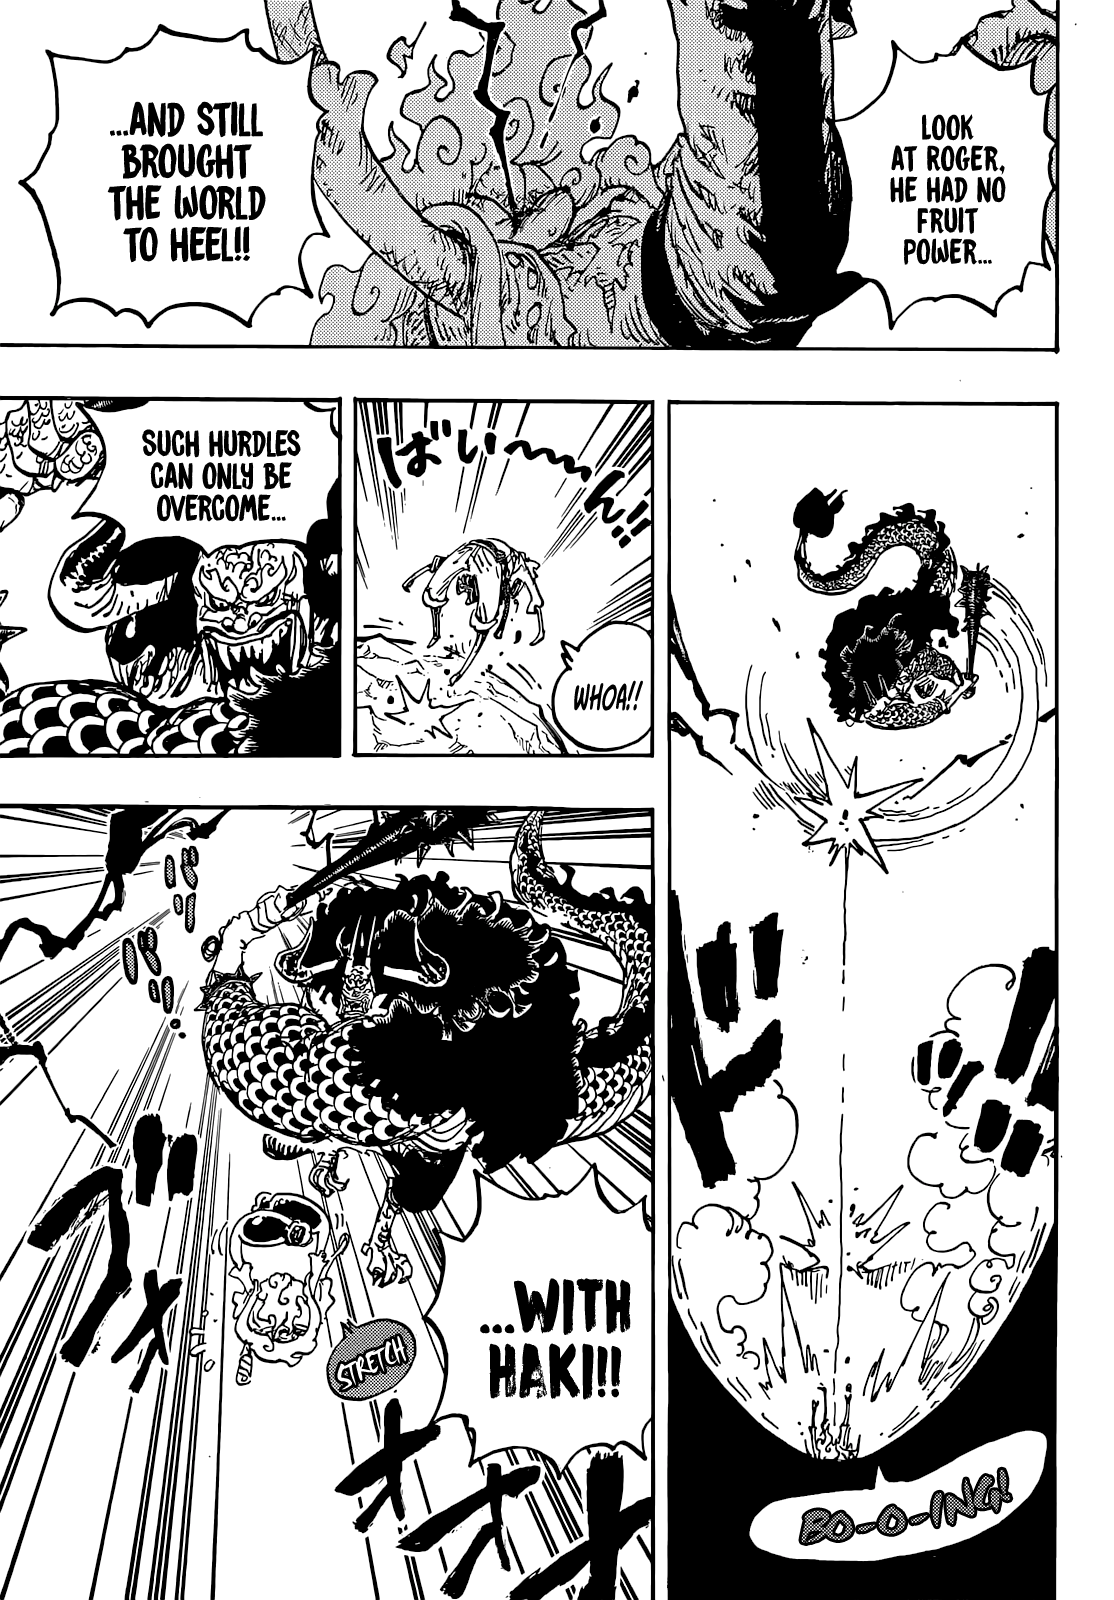 LOOK
AT ROGER,
HE HAD NO
FRUIT
POWER...
...AND STILL
BROUGHT
THE WORLD
TO HEEL!!
BO-O-ING!
ばい〜〜ん!!
WHOA!!
SUCH HURDLES
CAN ONLY BE
OVERCOME...
...WITH
HAKI!!!
STRETCH